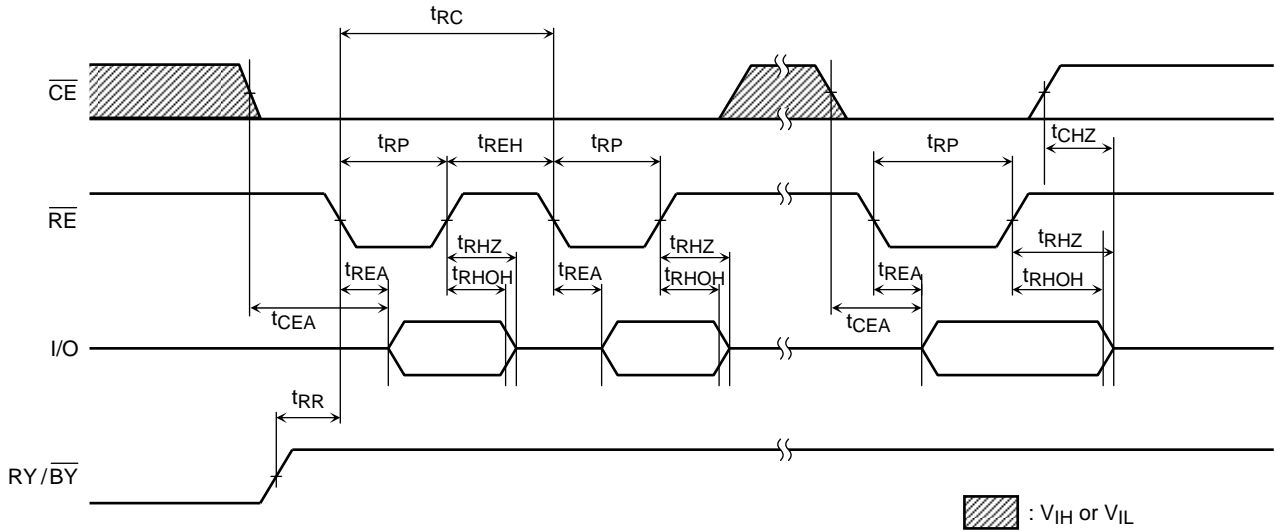 tRC
CE
tCHZ
tRP tREH tRP tRP
RE
tRHZ tRHZ tRHZ
tREA tRHOH tREA tRHOH tREA tRHOH
tCEA tCEA
I/O
tRR
RY/BY
: VIH or VIL